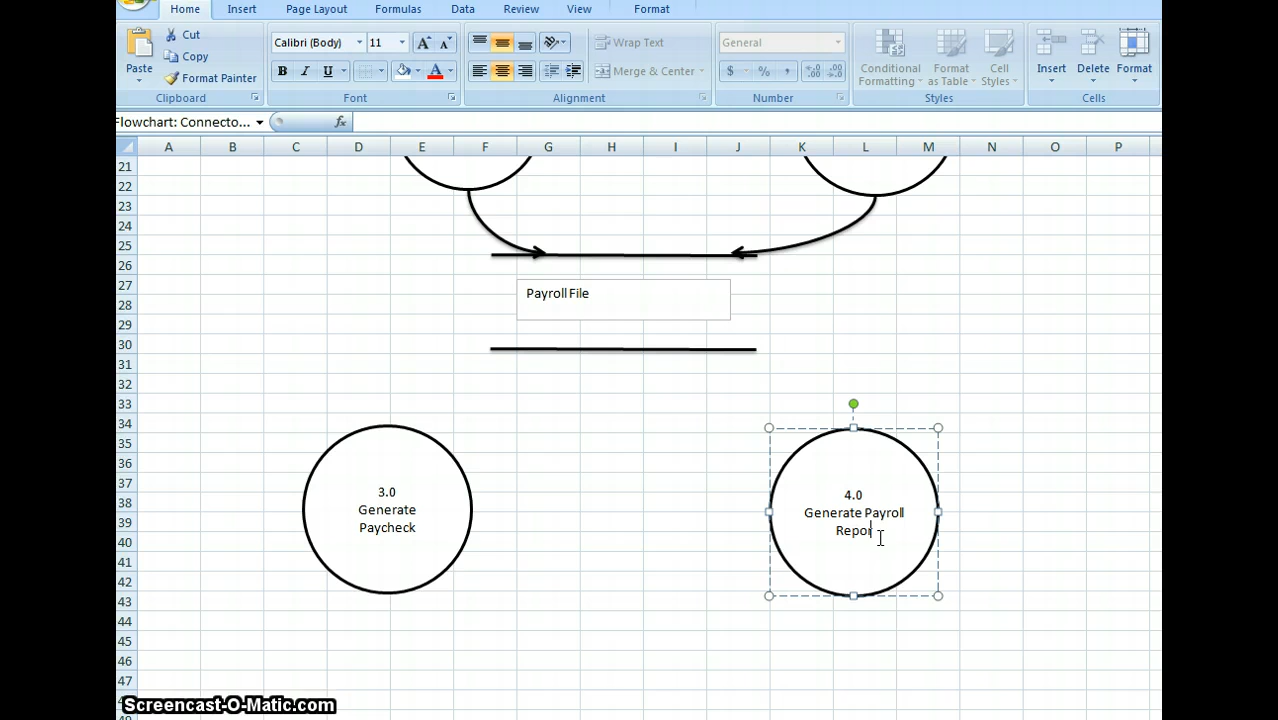 Home Insert Page Layout Formulas Data Review View Format
Cut
Copy
Format Painter
Paste
Calibri (Body) 11
B I U
Wrap Text
Merge & Center
General
$ % ,
Conditional Formatting
Format as Table
Cell Styles
Insert Delete Format
Clipboard Font Alignment Number Styles Cells
Flowchart: Connecto... fx
A B C D E F G H I J K L M N O P
21
22
23
24
25
26
27
28
29
30
31
32
33
34
35
36
37
38
39
40
41
42
43
44
45
46
47
Payroll File
3.0
Generate
Paycheck
4.0
Generate Payroll
Repor
Screencast-O-Matic.com